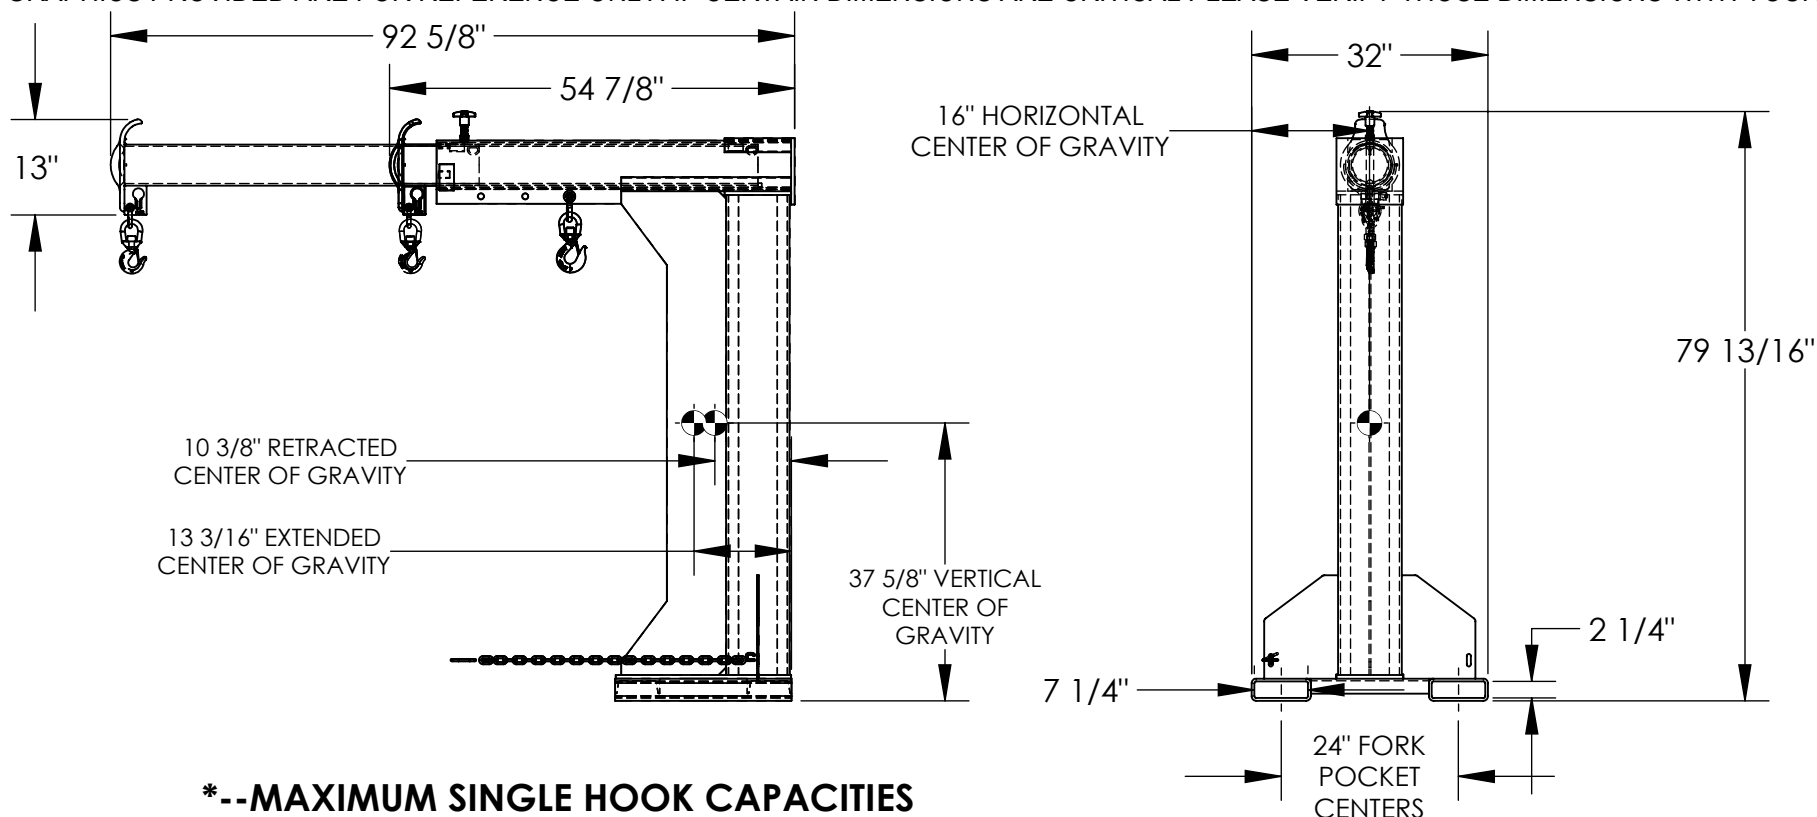 92 5/8"
54 7/8"
13"
32"
16" HORIZONTAL
CENTER OF GRAVITY
79 13/16"
10 3/8" RETRACTED
CENTER OF GRAVITY
13 3/16" EXTENDED
CENTER OF GRAVITY
37 5/8" VERTICAL
CENTER OF
GRAVITY
2 1/4"
7 1/4"
24" FORK
POCKET
CENTERS
*--MAXIMUM SINGLE HOOK CAPACITIES